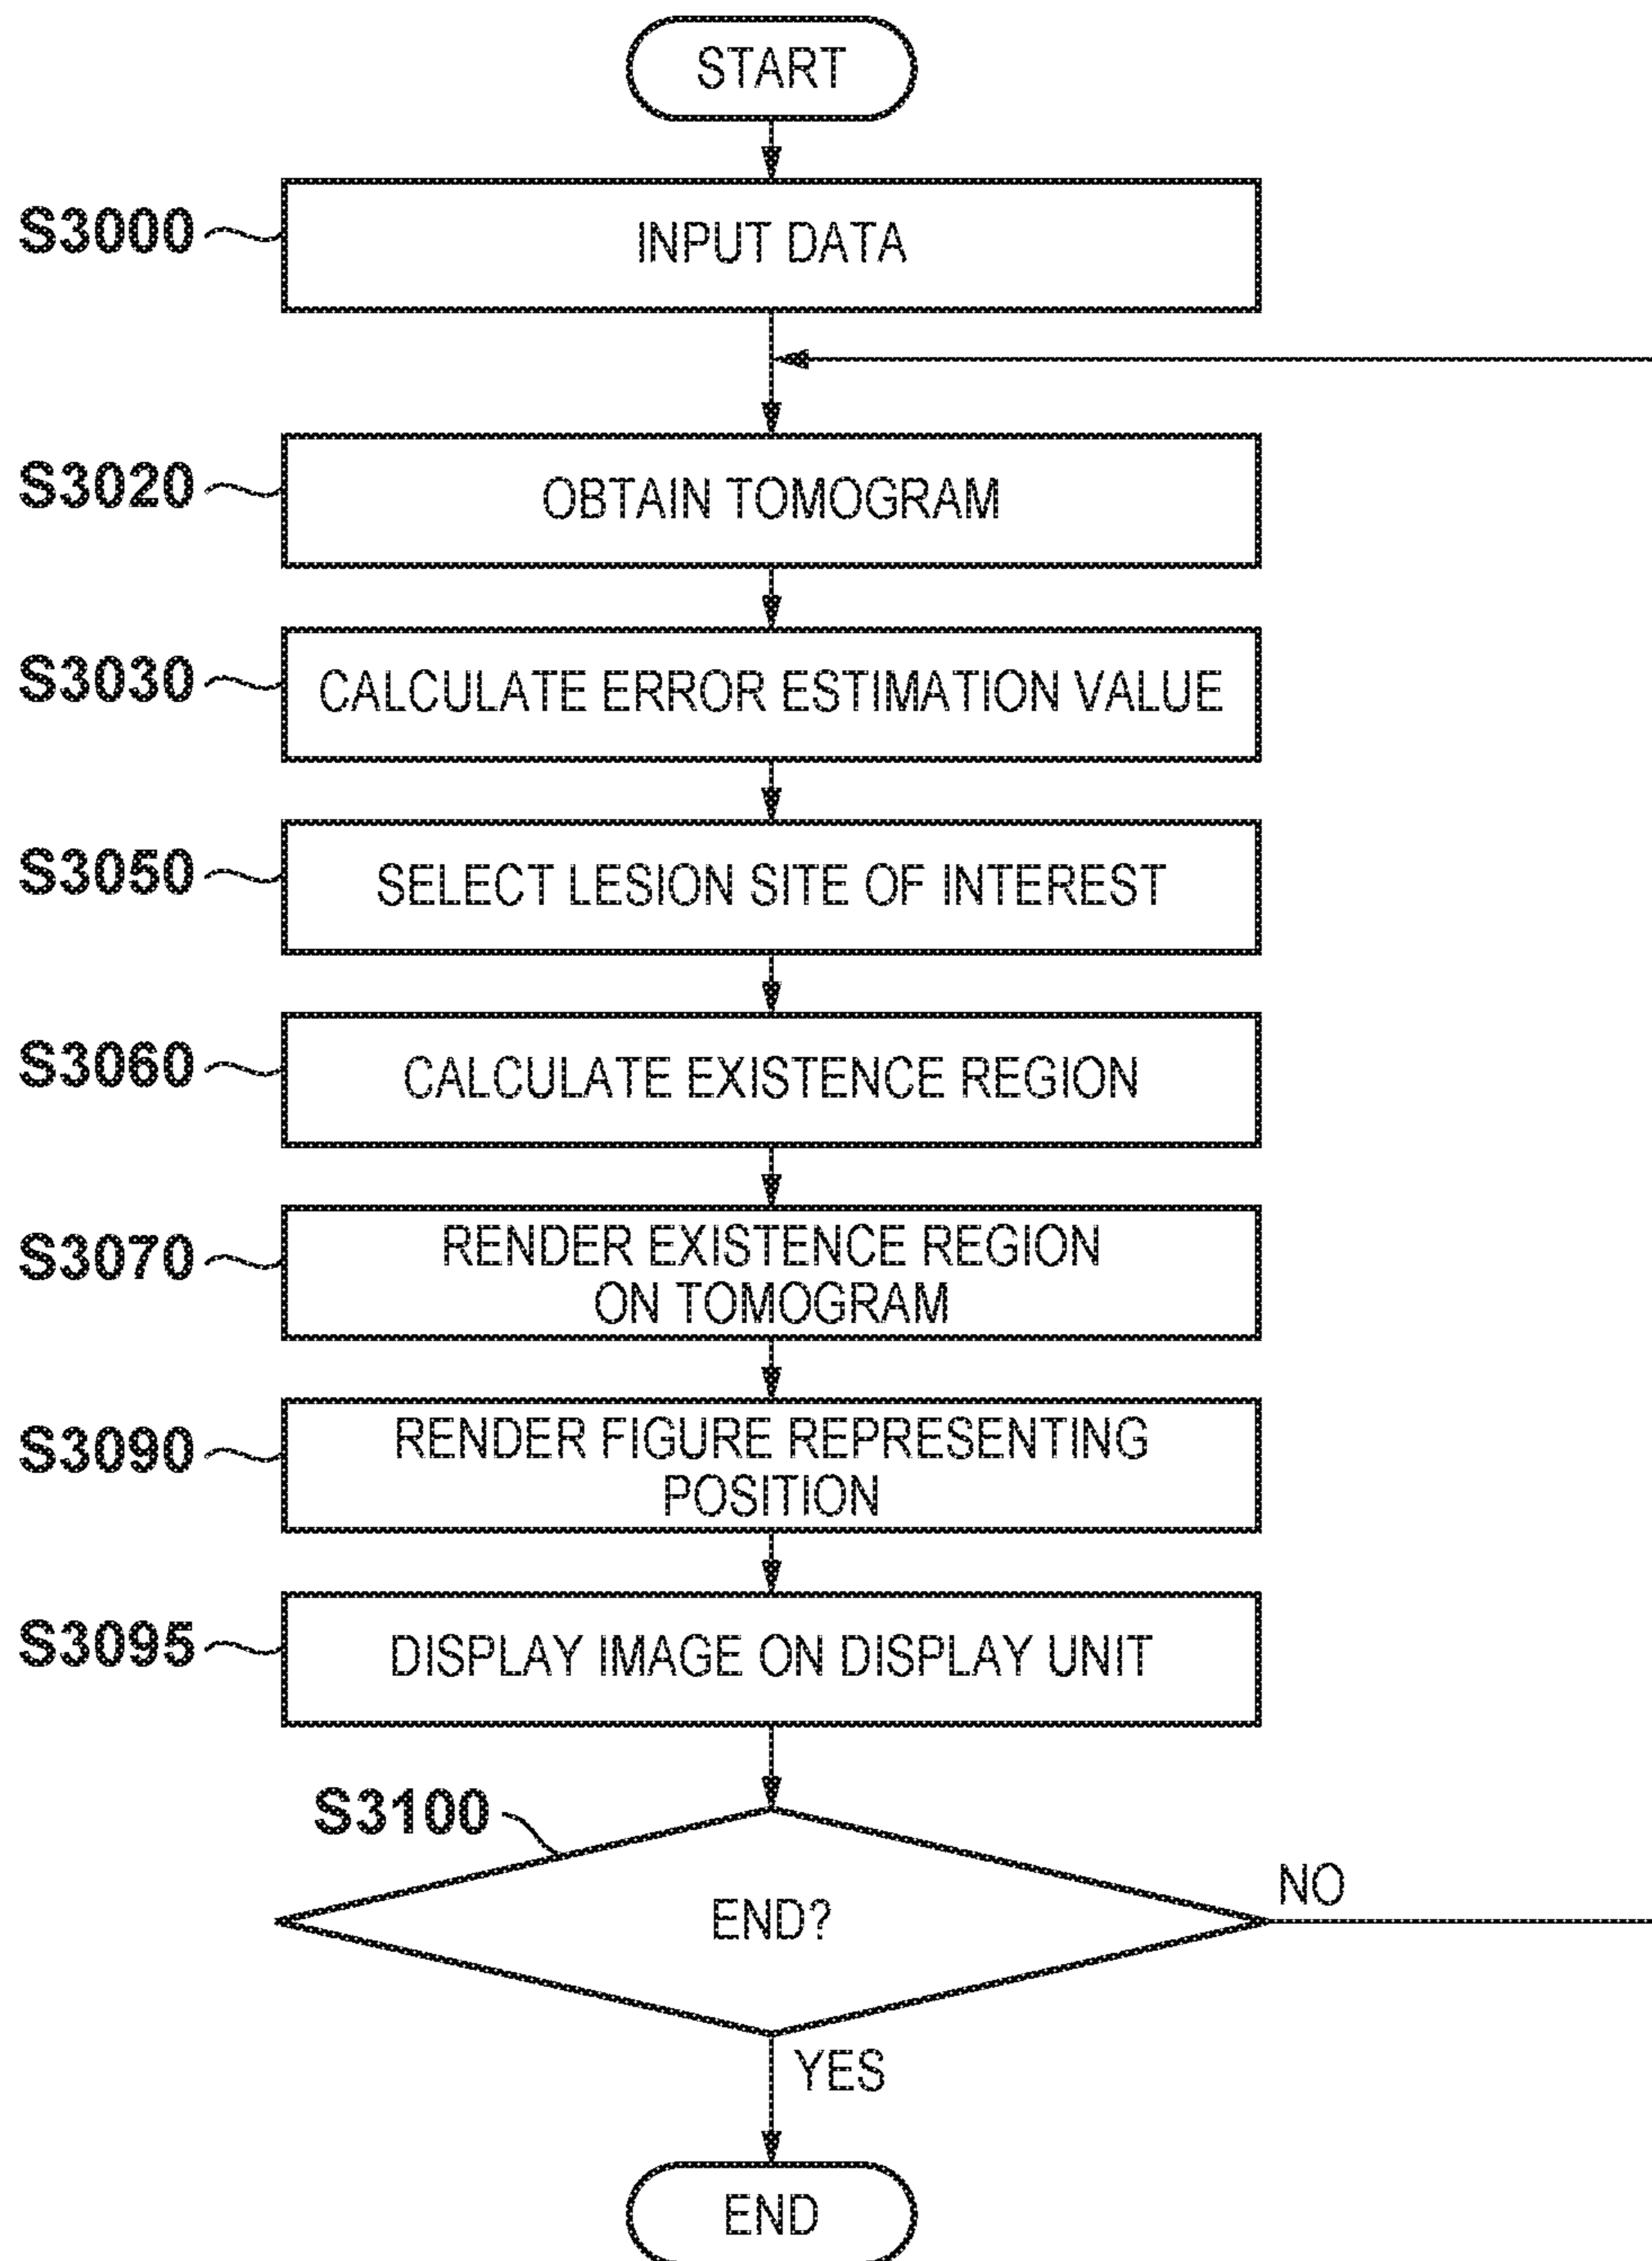 START
S3000
INPUT DATA
S3020
OBTAIN TOMOGRAM
S3030
CALCULATE ERROR ESTIMATION VALUE
S3050
SELECT LESION SITE OF INTEREST
S3060
CALCULATE EXISTENCE REGION
S3070
RENDER EXISTENCE REGION
ON TOMOGRAM
S3090
RENDER FIGURE REPRESENTING
POSITION
S3095
DISPLAY IMAGE ON DISPLAY UNIT
S3100
END?
NO
YES
END